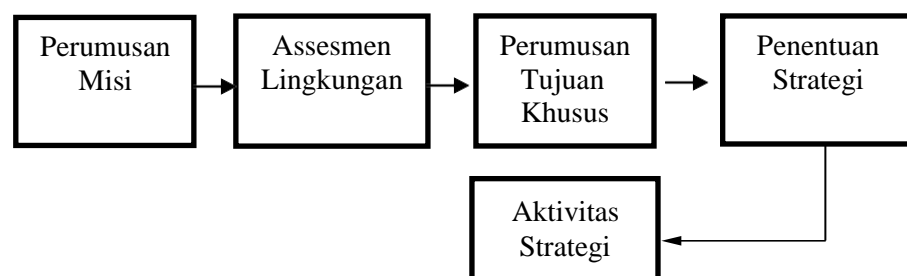 Perumusan
Misi
Assesmen
Lingkungan
Perumusan
Tujuan
Khusus
Penentuan
Strategi
Aktivitas
Strategi